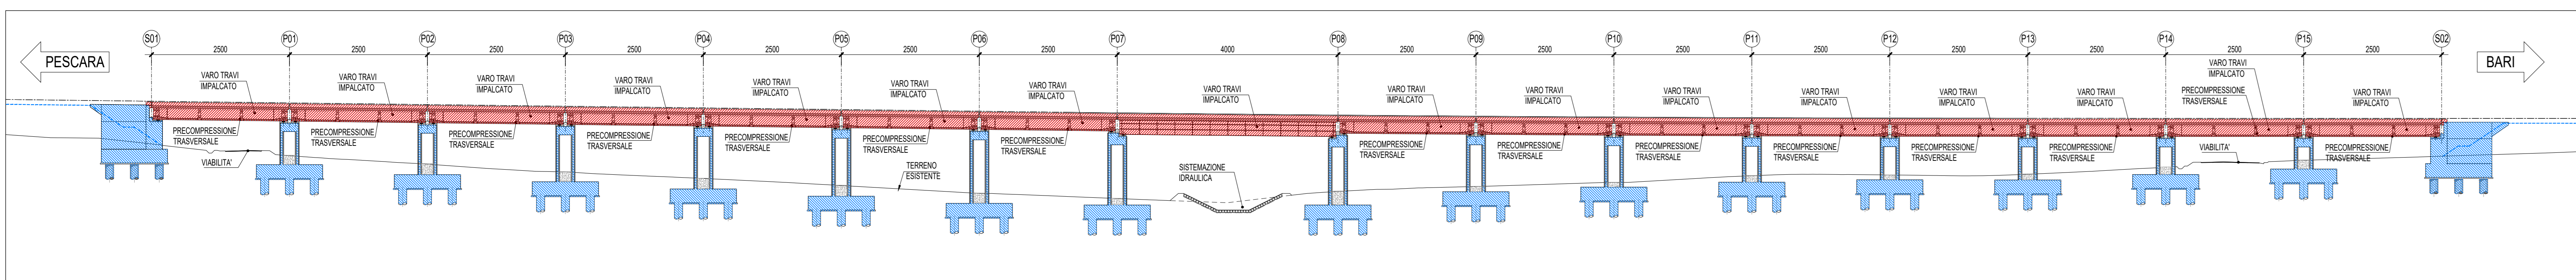 S01 P01 P02 P03 P04 P05 P06 P07 P08 P09 P10 P11 P12 P13 P14 P15 S02
2500 2500 2500 2500 2500 2500 2500 4000 2500 2500 2500 2500 2500 2500 2500 2500
PESCARA
BARI
VARO TRAVI
IMPALCATO
VARO TRAVI
IMPALCATO
VARO TRAVI
IMPALCATO
VARO TRAVI
IMPALCATO
VARO TRAVI
IMPALCATO
VARO TRAVI
IMPALCATO
VARO TRAVI
IMPALCATO
VARO TRAVI
IMPALCATO
VARO TRAVI
IMPALCATO
VARO TRAVI
IMPALCATO
VARO TRAVI
IMPALCATO
VARO TRAVI
IMPALCATO
VARO TRAVI
IMPALCATO
VARO TRAVI
IMPALCATO
VARO TRAVI
IMPALCATO
PRECOMPRESSIONE
TRASVERSALE
VARO TRAVI
IMPALCATO
PRECOMPRESSIONE
TRASVERSALE
PRECOMPRESSIONE
TRASVERSALE
PRECOMPRESSIONE
TRASVERSALE
PRECOMPRESSIONE
TRASVERSALE
PRECOMPRESSIONE
TRASVERSALE
PRECOMPRESSIONE
TRASVERSALE
PRECOMPRESSIONE
TRASVERSALE
PRECOMPRESSIONE
TRASVERSALE
PRECOMPRESSIONE
TRASVERSALE
PRECOMPRESSIONE
TRASVERSALE
PRECOMPRESSIONE
TRASVERSALE
PRECOMPRESSIONE
TRASVERSALE
PRECOMPRESSIONE
TRASVERSALE
PRECOMPRESSIONE
TRASVERSALE
VIABILITA'
TERRENO
ESISTENTE
SISTEMAZIONE
IDRAULICA
VIABILITA'